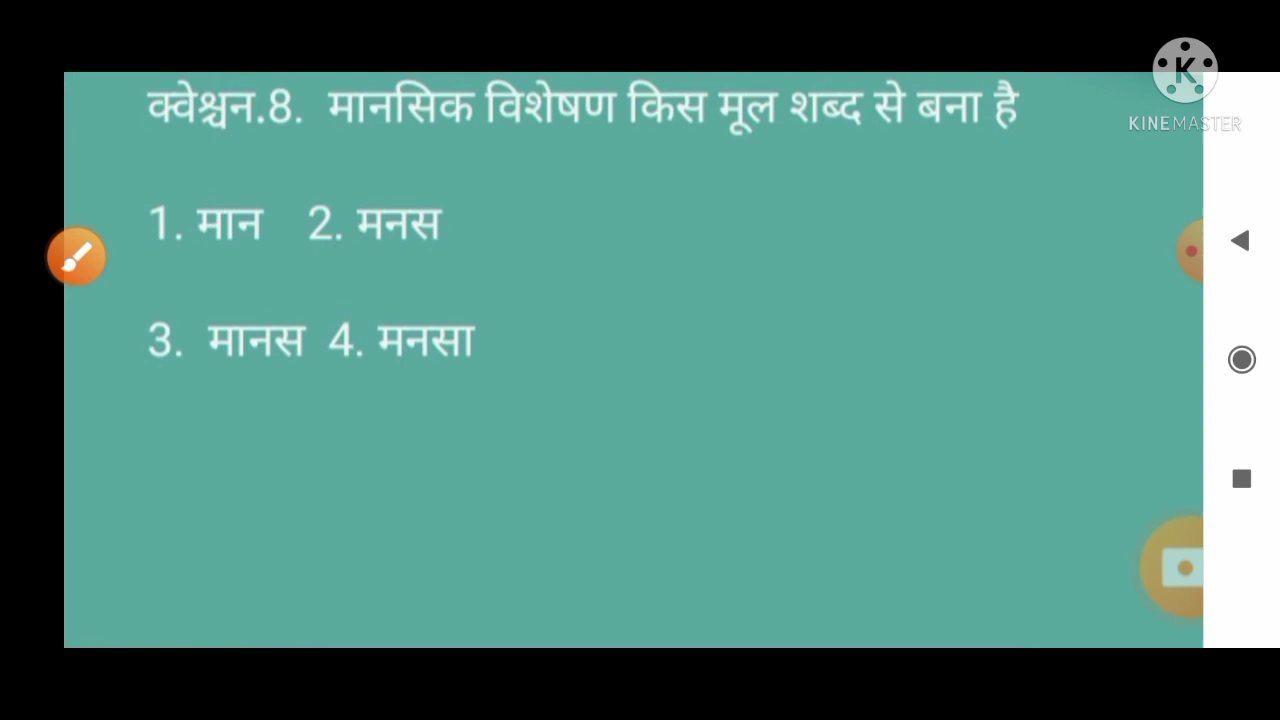 क्वेश्चन.8. मानसिक विशेषण किस मूल शब्द से बना है
KINEMASTER
1. मान 2. मनस
3. मानस 4. मनसा